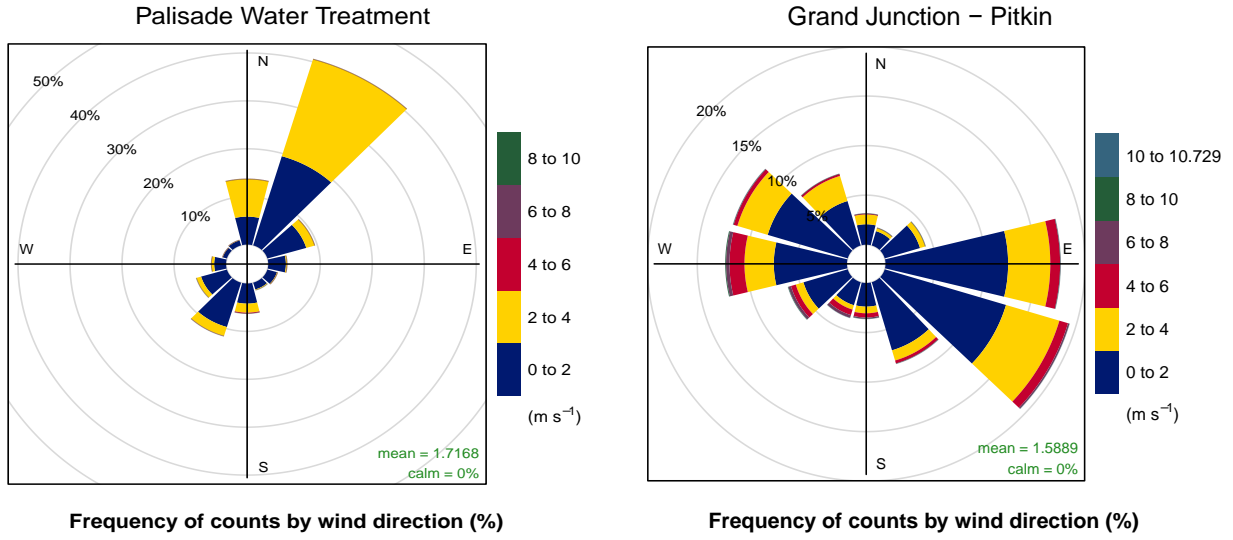 Palisade Water Treatment
N
50%
40%
30%
20%
10%
W
E
S
8 to 10
6 to 8
4 to 6
2 to 4
0 to 2
(m s⁻¹)
mean = 1.7168
calm = 0%
Frequency of counts by wind direction (%)
Grand Junction − Pitkin
N
20%
15%
10%
5%
W
E
S
10 to 10.729
8 to 10
6 to 8
4 to 6
2 to 4
0 to 2
(m s⁻¹)
mean = 1.5889
calm = 0%
Frequency of counts by wind direction (%)